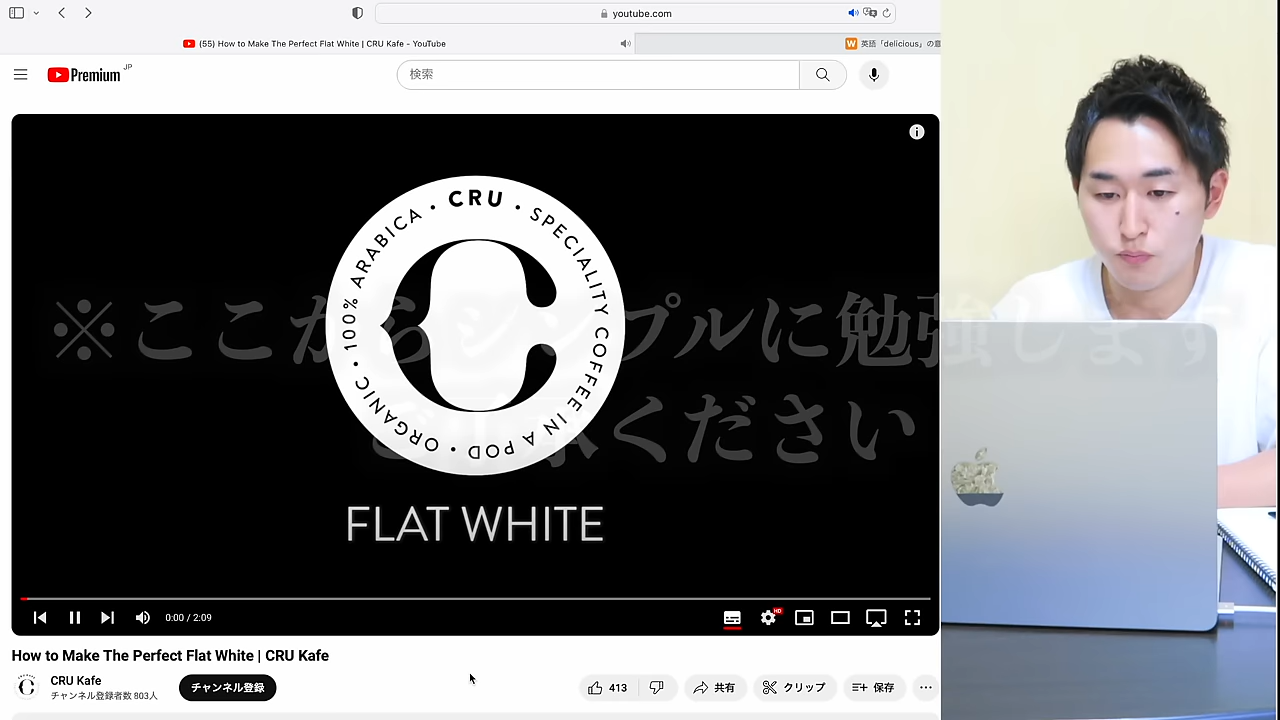 youtube.com
(55) How to Make The Perfect Flat White | CRU Kafe - YouTube
W 英語「delicious」の意
Premium JP
検索
CRU • SPECIALITY COFFEE IN A POD • ORGANIC • 100% ARABICA •
※ここからシンプルに勉強します
ください
FLAT WHITE
0:00 / 2:09
HD
How to Make The Perfect Flat White | CRU Kafe
CRU Kafe
チャンネル登録者数 803人
チャンネル登録
413
共有
クリップ
保存